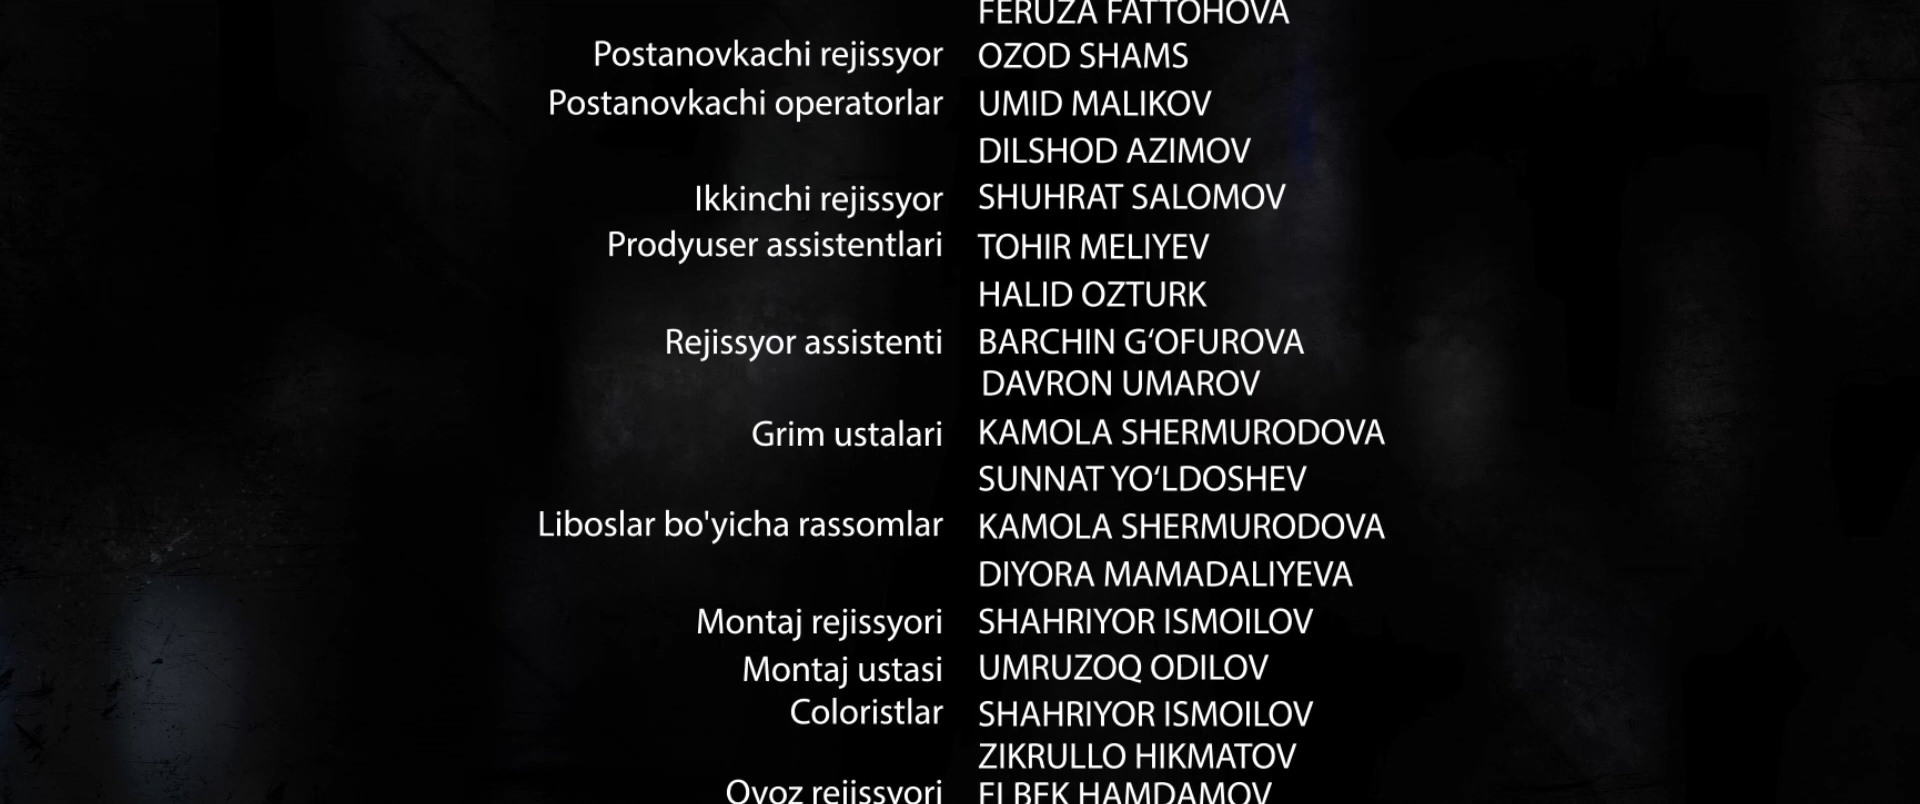 FERUZA FATTOHOVA
Postanovkachi rejissyor OZOD SHAMS
Postanovkachi operatorlar UMID MALIKOV
DILSHOD AZIMOV
Ikkinchi rejissyor SHUHRAT SALOMOV
Prodyuser assistentlari TOHIR MELIYEV
HALID OZTURK
Rejissyor assistenti BARCHIN G‘OFUROVA
DAVRON UMAROV
Grim ustalari KAMOLA SHERMURODOVA
SUNNAT YO‘LDOSHEV
Liboslar bo'yicha rassomlar KAMOLA SHERMURODOVA
DIYORA MAMADALIYEVA
Montaj rejissyori SHAHRIYOR ISMOILOV
Montaj ustasi UMRUZOQ ODILOV
Coloristlar SHAHRIYOR ISMOILOV
ZIKRULLO HIKMATOV
Ovoz rejissyori ELBEK HAMDAMOV